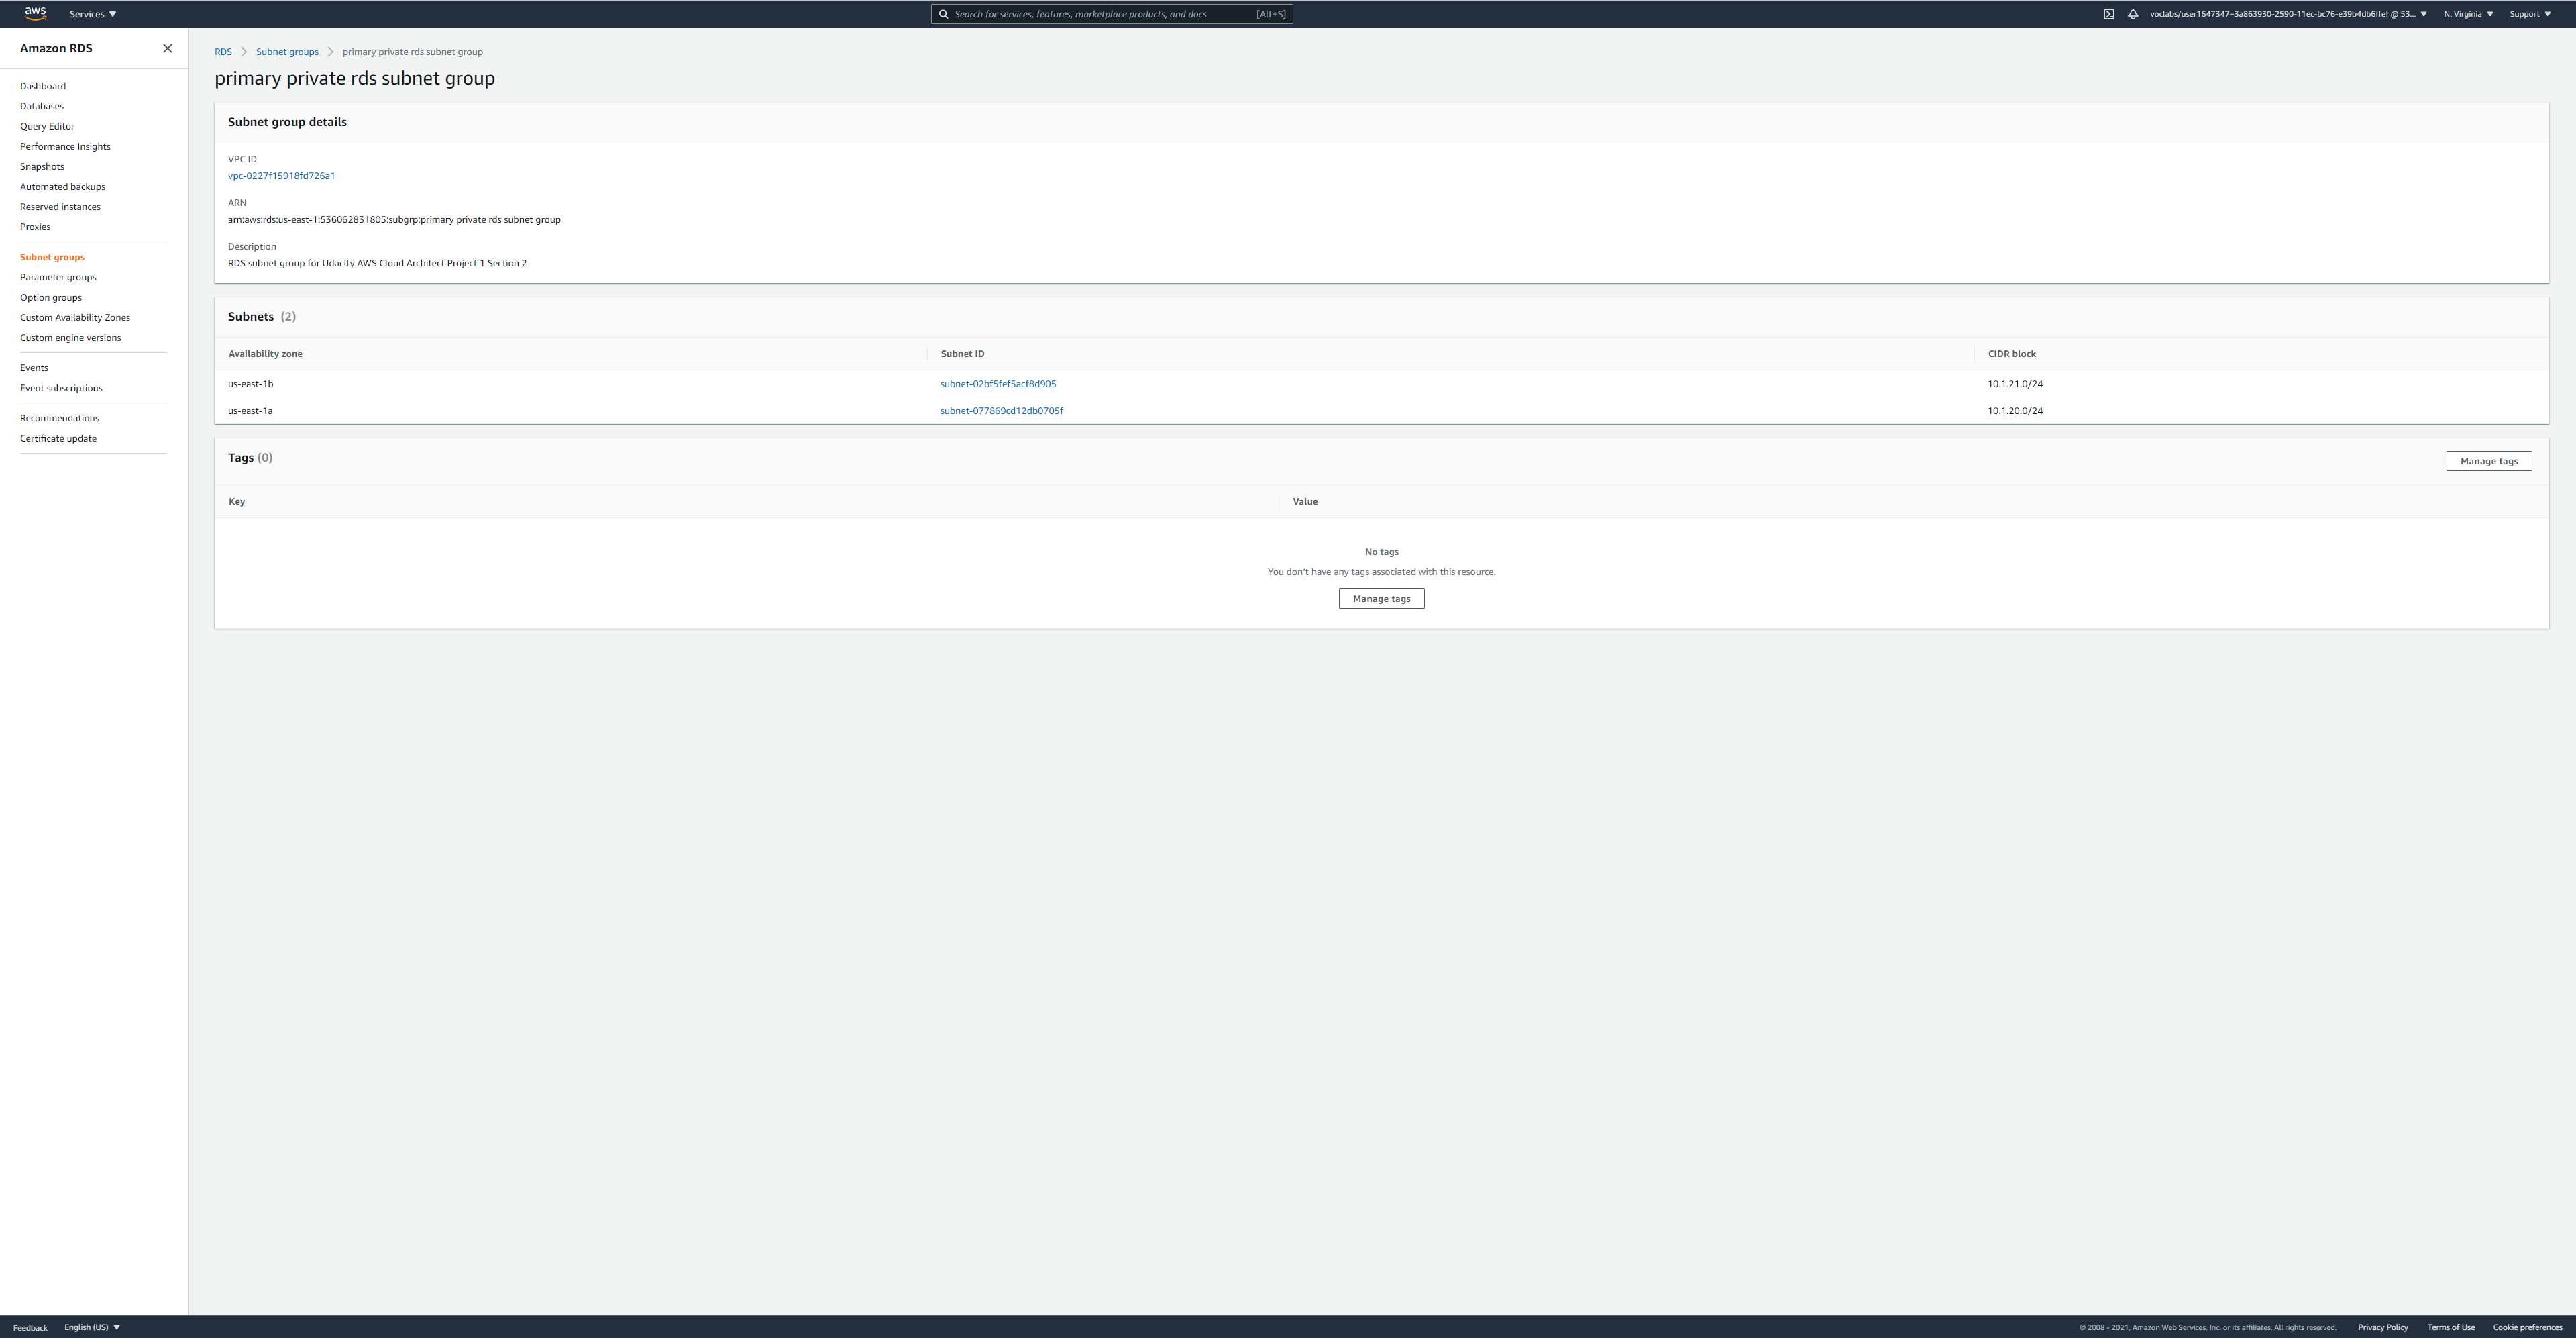 aws
Services
Search for services, features, marketplace products, and docs [Alt+S]
voclabs/user1647347=3a863930-2590-11ec-bc76-e39b4db6ffef @ 53...
N. Virginia
Support
Amazon RDS
Dashboard
Databases
Query Editor
Performance Insights
Snapshots
Automated backups
Reserved instances
Proxies
Subnet groups
Parameter groups
Option groups
Custom Availability Zones
Custom engine versions
Events
Event subscriptions
Recommendations
Certificate update
RDS Subnet groups primary private rds subnet group
primary private rds subnet group
Subnet group details
VPC ID
vpc-0227f15918fd726a1
ARN
arn:aws:rds:us-east-1:536062831805:subgrp:primary private rds subnet group
Description
RDS subnet group for Udacity AWS Cloud Architect Project 1 Section 2
Subnets (2)
Availability zone Subnet ID CIDR block
us-east-1b subnet-02bf5fef5acf8d905 10.1.21.0/24
us-east-1a subnet-077869cd12db0705f 10.1.20.0/24
Tags (0)
Manage tags
Key Value
No tags
You don't have any tags associated with this resource.
Manage tags
Feedback English (US)
© 2008 - 2021, Amazon Web Services, Inc. or its affiliates. All rights reserved. Privacy Policy Terms of Use Cookie preferences